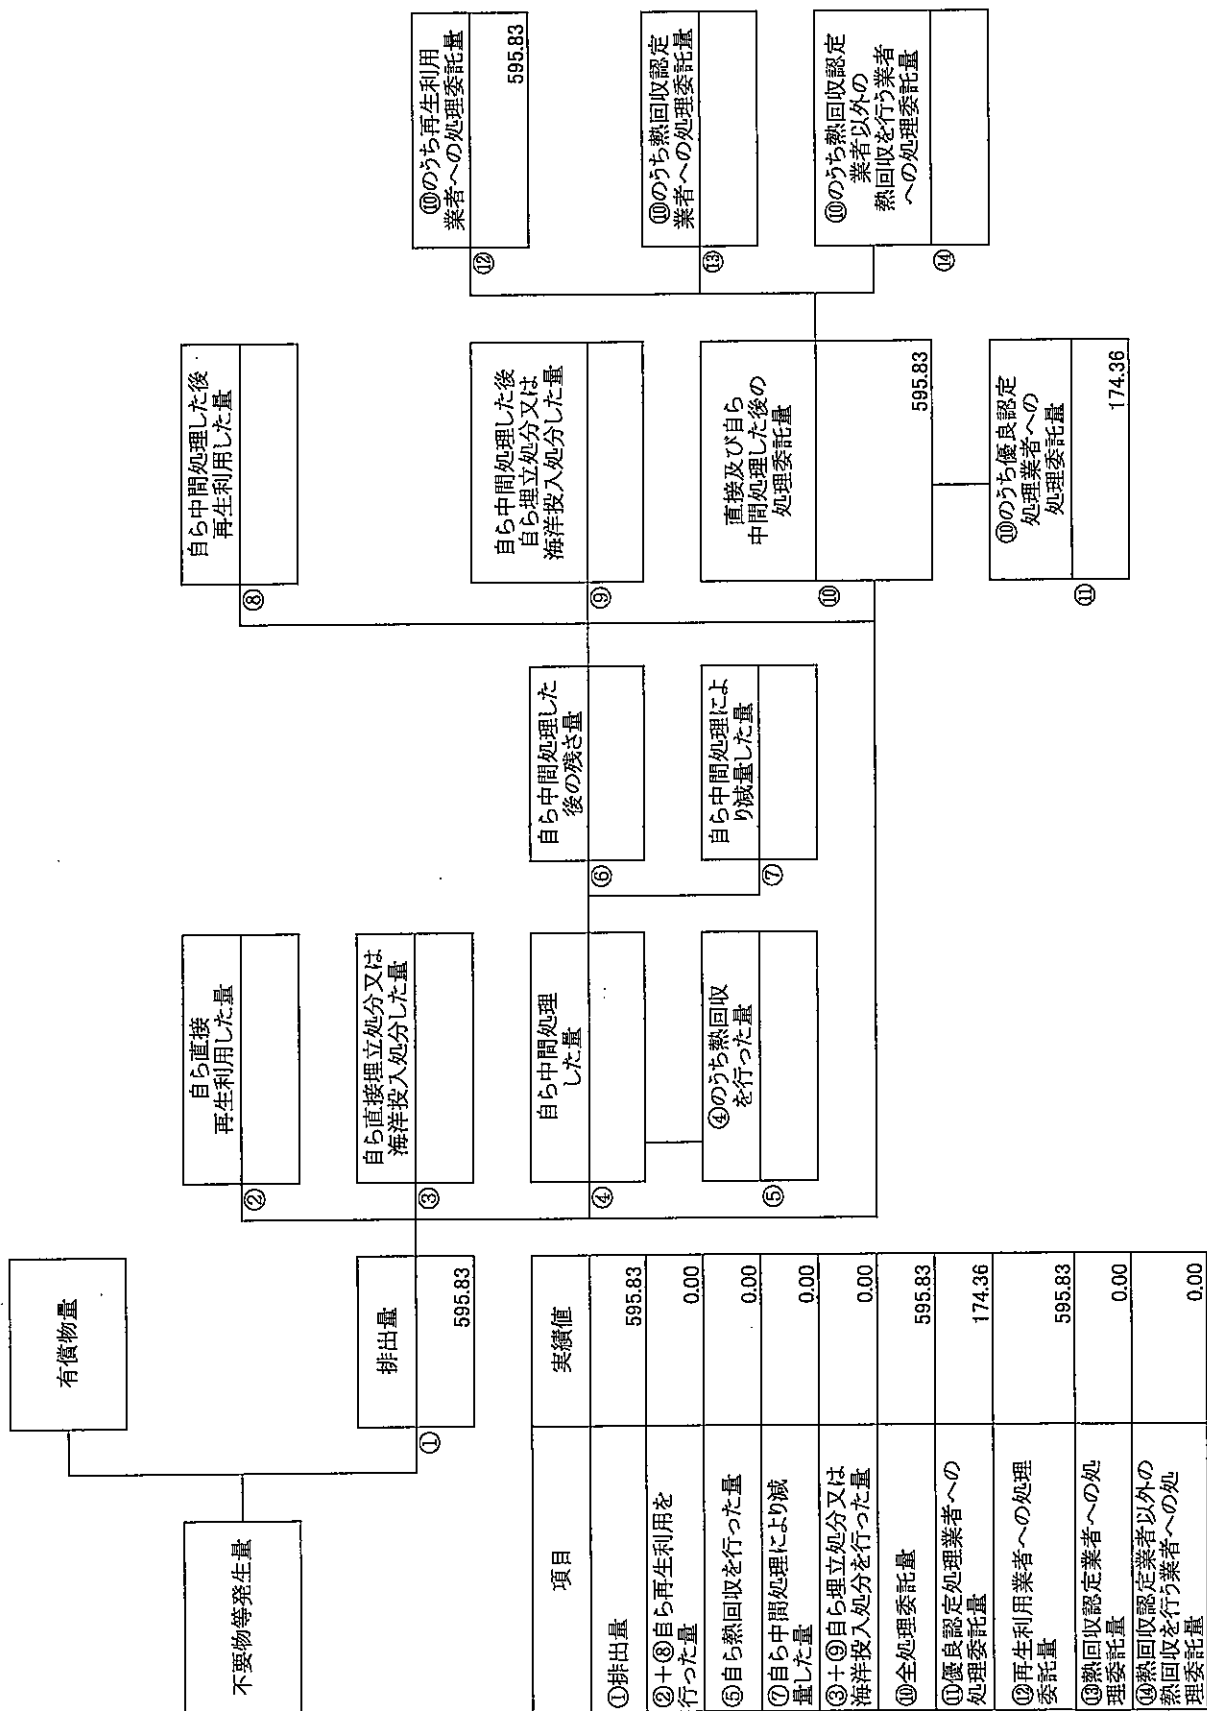 不要物等発生量
有償物量
①
排出量
595.83
②
自ら直接
再生利用した量
③
自ら直接埋立処分又は
海洋投入処分した量
④
自ら中間処理
した量
⑤
④のうち熱回収
を行った量
⑥
自ら中間処理した
後の残さ量
⑦
自ら中間処理によ
り減量した量
⑧
自ら中間処理した後
再生利用した量
⑨
自ら中間処理した後
自ら埋立処分又は
海洋投入処分した量
⑩
直接及び自ら
中間処理した後の
処理委託量
595.83
⑪
⑩のうち優良認定
処理業者への
処理委託量
174.36
⑫
⑩のうち再生利用
業者への処理委託量
595.83
⑬
⑩のうち熱回収認定
業者への処理委託量
⑭
⑩のうち熱回収認定
業者以外の
熱回収を行う業者
への処理委託量
項目 実績値
①排出量 595.83
②+⑧自ら再生利用を
行った量 0.00
⑤自ら熱回収を行った量 0.00
⑦自ら中間処理により減
量した量 0.00
③+⑨自ら埋立処分又は
海洋投入処分を行った量 0.00
⑩全処理委託量 595.83
⑪優良認定処理業者への
処理委託量 174.36
⑫再生利用業者への処理
委託量 595.83
⑬熱回収認定業者への処
理委託量 0.00
⑭熱回収認定業者以外の
熱回収を行う業者への処
理委託量 0.00